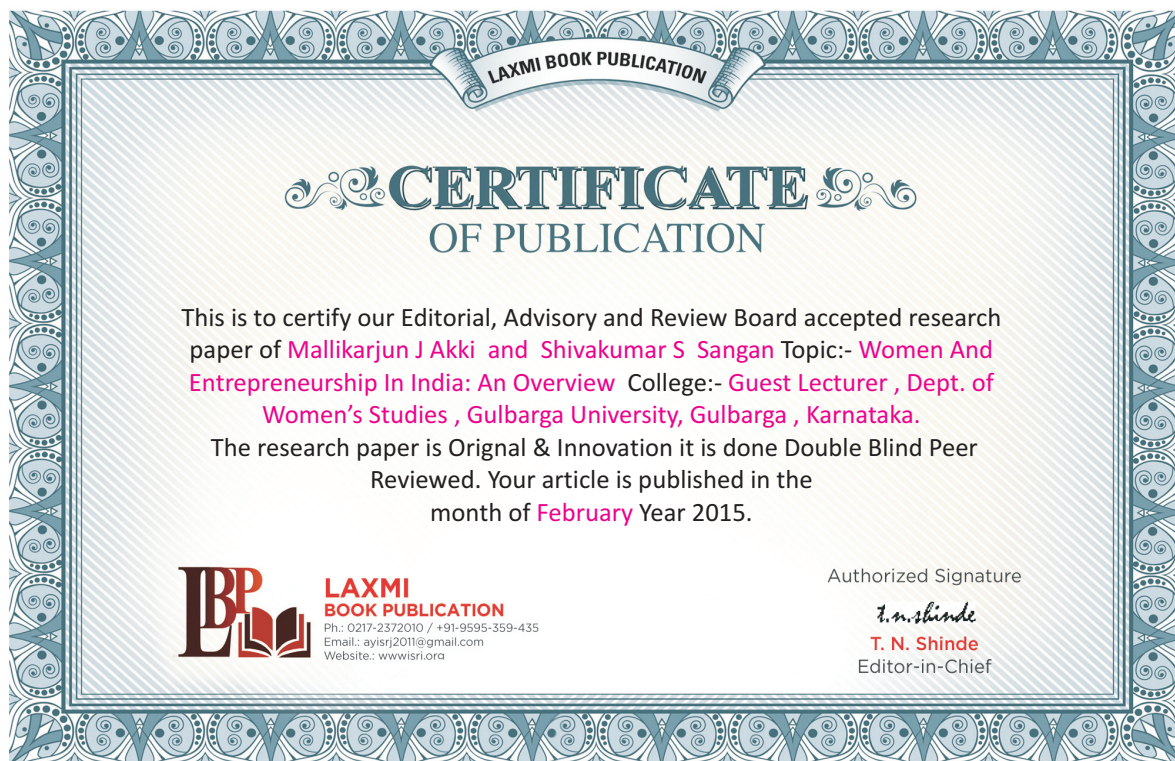 LAXMI BOOK PUBLICATION
CERTIFICATE
OF PUBLICATION
This is to certify our Editorial, Advisory and Review Board accepted research
paper of Mallikarjun J Akki and Shivakumar S Sangan Topic:- Women And
Entrepreneurship In India: An Overview College:- Guest Lecturer , Dept. of
Women's Studies , Gulbarga University, Gulbarga , Karnataka.
The research paper is Orignal & Innovation it is done Double Blind Peer
Reviewed. Your article is published in the
month of February Year 2015.
LBP
LAXMI
BOOK PUBLICATION
Ph.: 0217-2372010 / +91-9595-359-435
Email.: ayisrj2011@gmail.com
Website.: wwwisri.org
Authorized Signature
t.n.shinde
T. N. Shinde
Editor-in-Chief